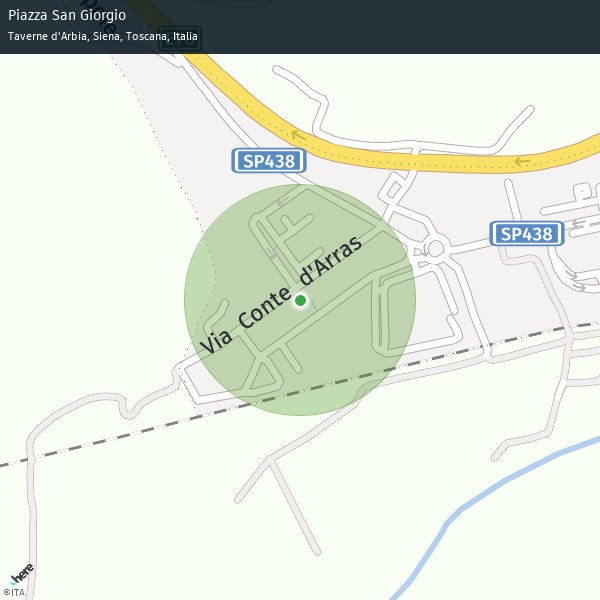 Piazza San Giorgio
Taverne d'Arbia, Siena, Toscana, Italia
SP438
SP438
Via Conte d'Arras
here
©ITA